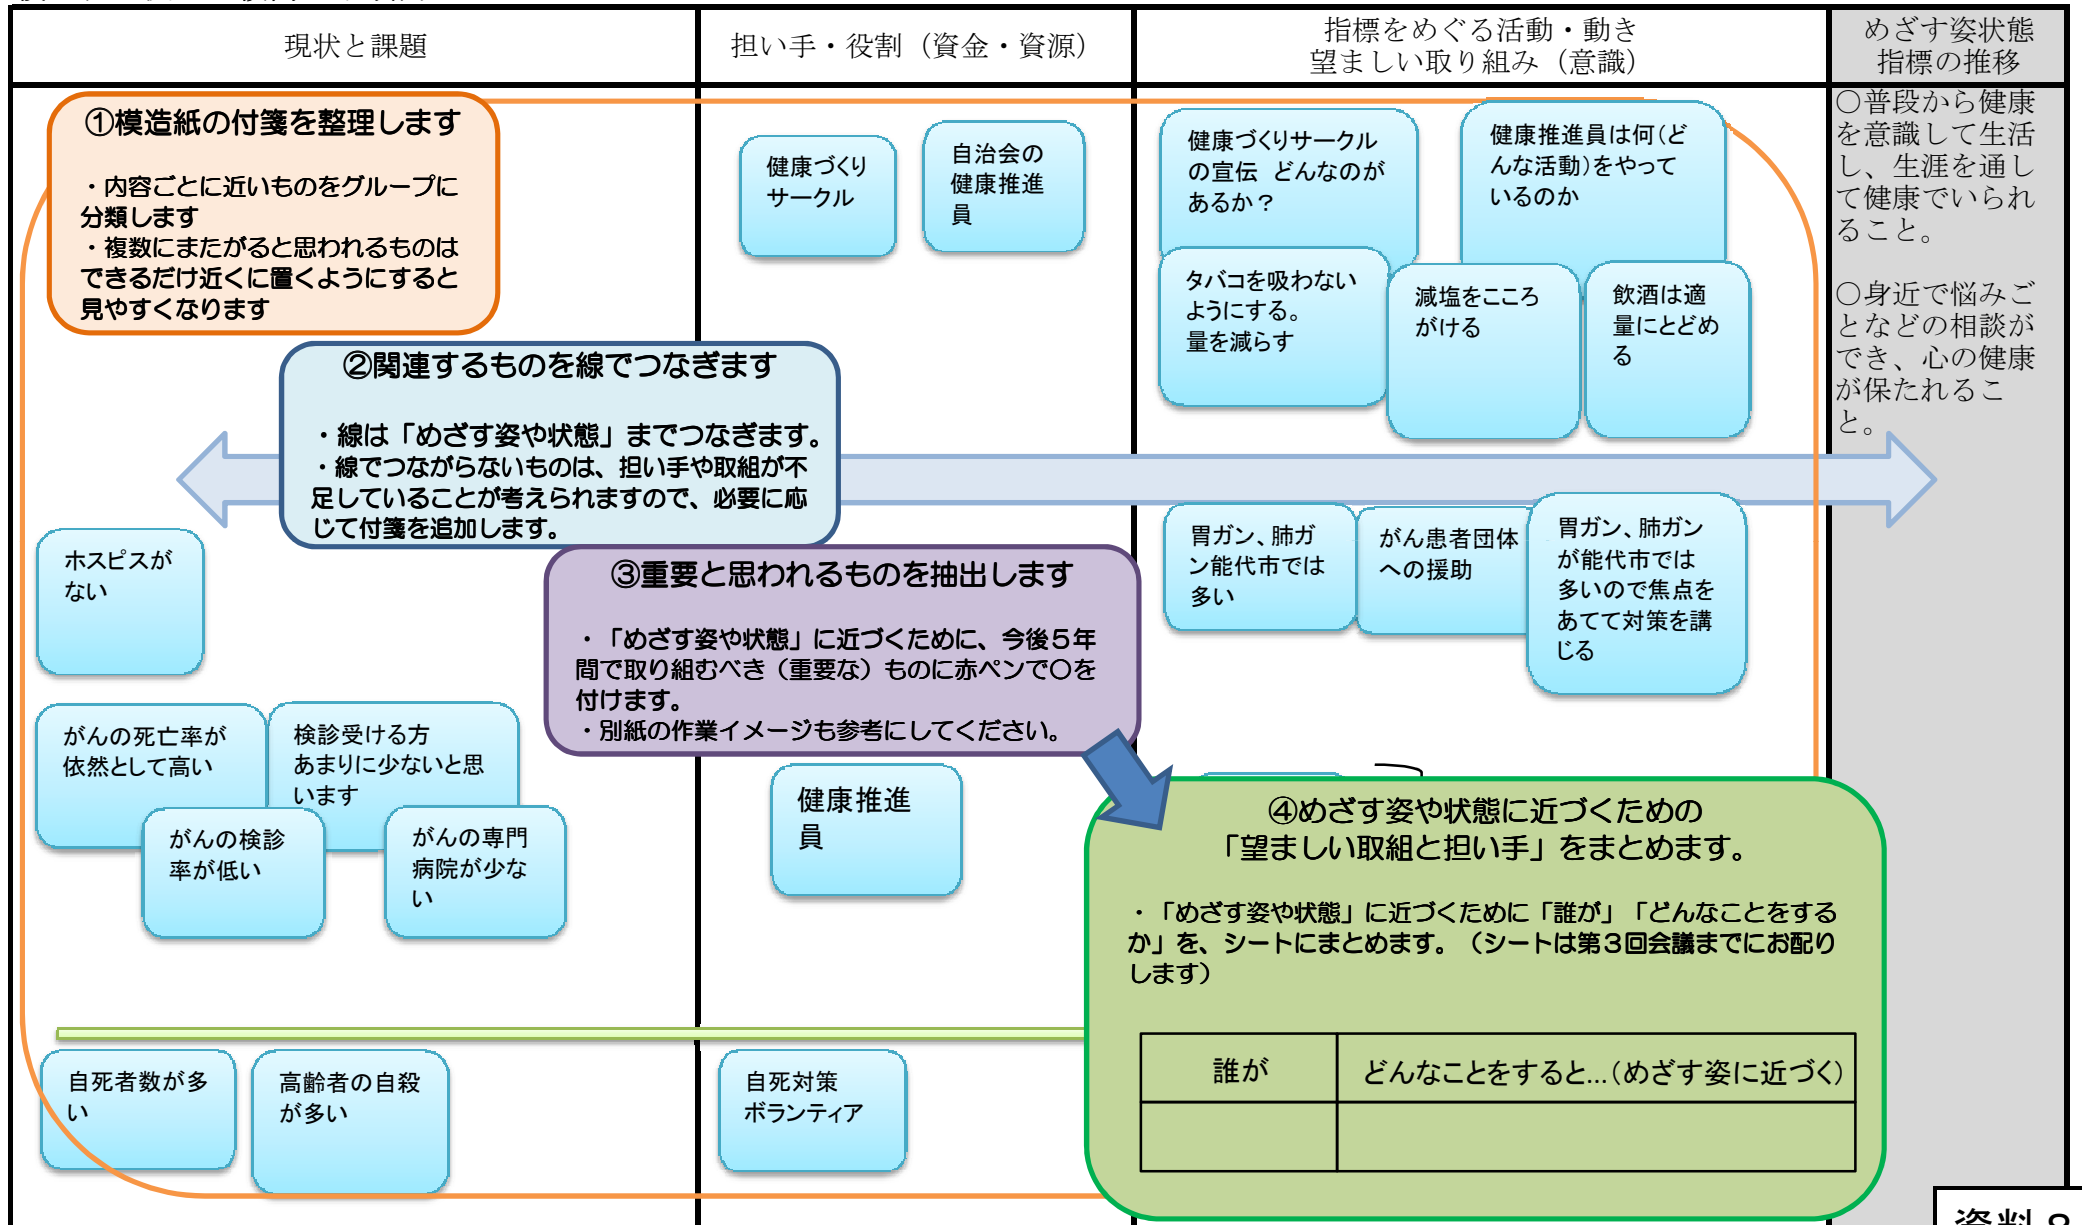 現状と課題
担い手・役割（資金・資源）
指標をめぐる活動・動き
望ましい取り組み（意識）
めざす姿状態
指標の推移
①模造紙の付箋を整理します
・内容ごとに近いものをグループに
分類します
・複数にまたがると思われるものは
できるだけ近くに置くようにすると
見やすくなります
健康づくり
サークル
自治会の
健康推進
員
健康づくりサークル
の宣伝 どんなのが
あるか？
健康推進員は何（ど
んな活動）をやって
いるのか
タバコを吸わない
ようにする。
量を減らす
減塩をこころ
がける
飲酒は適
量にとどめ
る
○普段から健康
を意識して生活
し、生涯を通し
て健康でいられ
ること。
○身近で悩みご
となどの相談が
でき、心の健康
が保たれるこ
と。
②関連するものを線でつなぎます
・線は「めざす姿や状態」までつなぎます。
・線でつながらないものは、担い手や取組が不
足していることが考えられますので、必要に応
じて付箋を追加します。
ホスピスが
ない
③重要と思われるものを抽出します
・「めざす姿や状態」に近づくために、今後５年
間で取り組むべき（重要な）ものに赤ペンで○を
付けます。
・別紙の作業イメージも参考にしてください。
胃ガン、肺ガ
ン能代市では
多い
がん患者団体
への援助
胃ガン、肺ガン
が能代市では
多いので焦点を
あてて対策を講
じる
がんの死亡率が
依然として高い
検診受ける方
あまりに少ないと思
います
がんの検診
率が低い
がんの専門
病院が少な
い
健康推進
員
④めざす姿や状態に近づくための
「望ましい取組と担い手」をまとめます。
・「めざす姿や状態」に近づくために「誰が」「どんなことをする
か」を、シートにまとめます。（シートは第３回会議までにお配り
します）
誰が
どんなことをすると…（めざす姿に近づく）
自死者数が多
い
高齢者の自殺
が多い
自死対策
ボランティア
資料